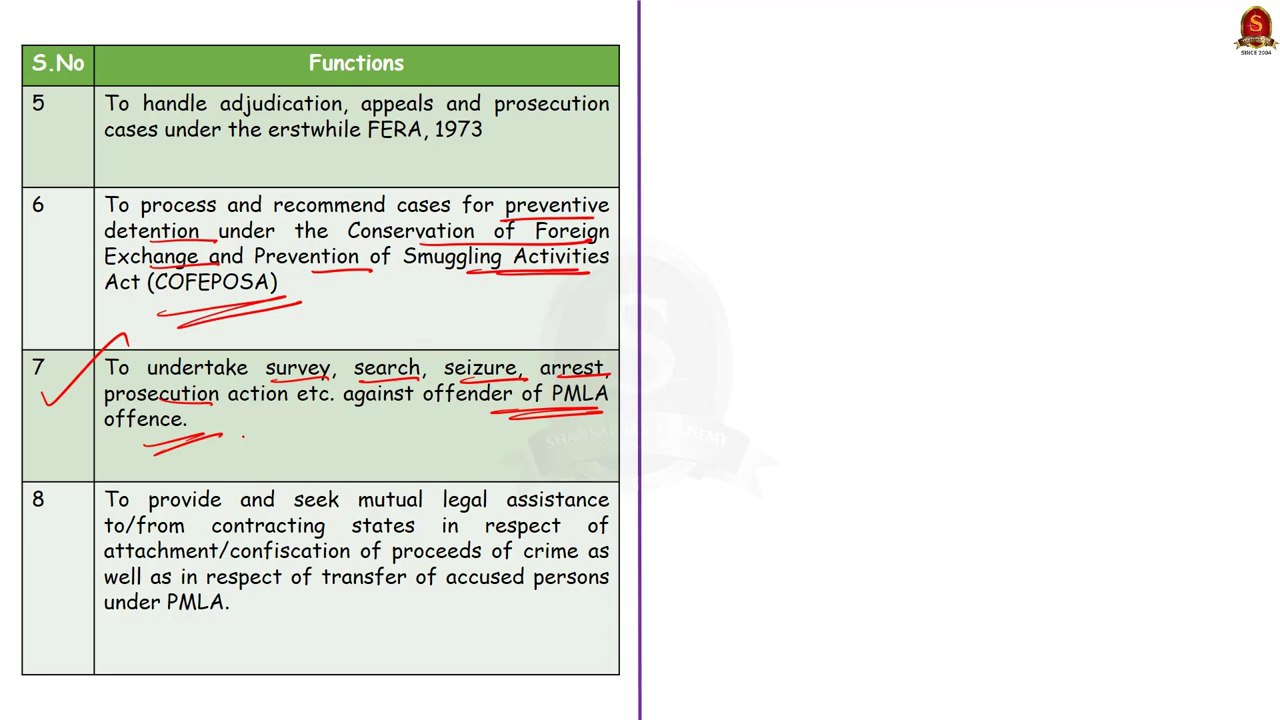 S.No Functions
5 To handle adjudication, appeals and prosecution
cases under the erstwhile FERA, 1973
6 To process and recommend cases for preventive
detention under the the Conservation of Foreign
Exchange and Prevention of Smuggling Activities
Act (COFEPOSA)
7 To undertake survey, search, seizure, arrest,
prosecution action etc. against offender of PMLA
offence.
8 To provide and seek mutual legal assistance
to/from contracting states in respect of
attachment/confiscation of proceeds of crime as
well as in respect of transfer of accused persons
under PMLA.
S
SINCE 2004